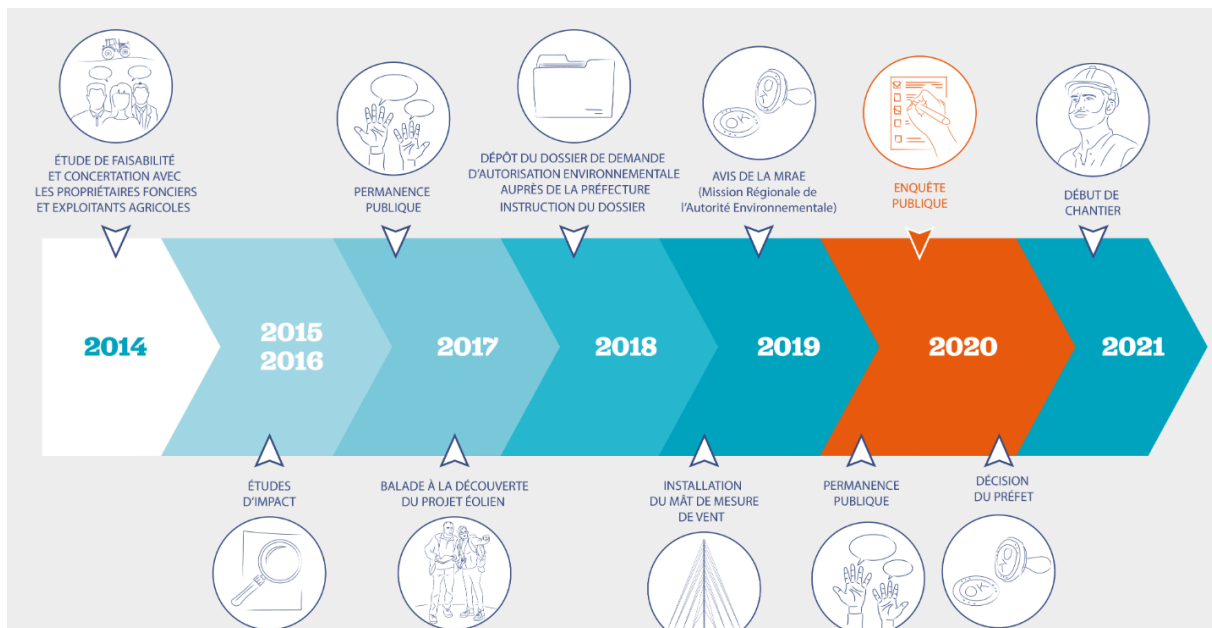 ÉTUDE DE FAISABILITÉ
ET CONCERTATION AVEC
LES PROPRIÉTAIRES FONCIERS
ET EXPLOITANTS AGRICOLES
PERMANENCE
PUBLIQUE
DÉPÔT DU DOSSIER DE DEMANDE
D'AUTORISATION ENVIRONNEMENTALE
AUPRÈS DE LA PRÉFECTURE
INSTRUCTION DU DOSSIER
OK
AVIS DE LA MRAE
(Mission Régionale de
l'Autorité Environnementale)
ENQUÊTE
PUBLIQUE
DÉBUT DE
CHANTIER
2014
2015
2016
2017
2018
2019
2020
2021
ÉTUDES
D'IMPACT
BALADE À LA DÉCOUVERTE
DU PROJET ÉOLIEN
INSTALLATION
DU MÂT DE MESURE
DE VENT
PERMANENCE
PUBLIQUE
DÉCISION
DU PRÉFET
OK